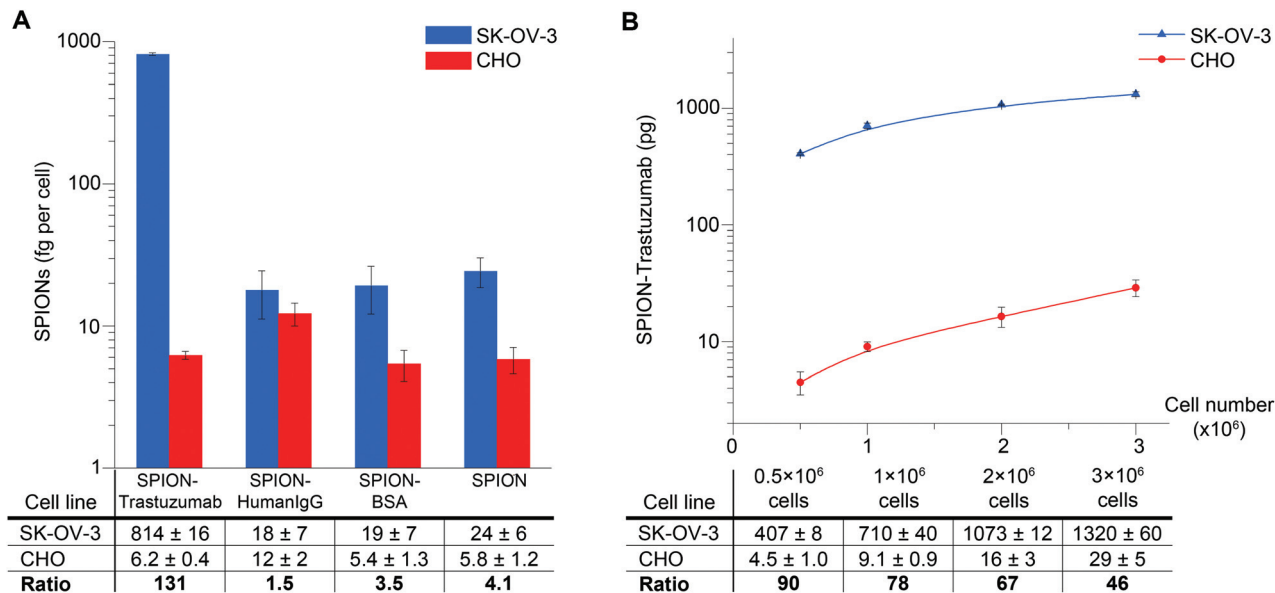 A
SK-OV-3
CHO
SPIONs (fg per cell)
1000
100
10
1
Cell line
SPION-Trastuzumab
SPION-HumanIgG
SPION-BSA
SPION
SK-OV-3 814 ± 16 18 ± 7 19 ± 7 24 ± 6
CHO 6.2 ± 0.4 12 ± 2 5.4 ± 1.3 5.8 ± 1.2
Ratio 131 1.5 3.5 4.1
B
SK-OV-3
CHO
SPION-Trastuzumab (pg)
1000
100
10
0 1 2 3
Cell number
(x10⁶)
Cell line
0.5×10⁶ cells
1×10⁶ cells
2×10⁶ cells
3×10⁶ cells
SK-OV-3 407 ± 8 710 ± 40 1073 ± 12 1320 ± 60
CHO 4.5 ± 1.0 9.1 ± 0.9 16 ± 3 29 ± 5
Ratio 90 78 67 46